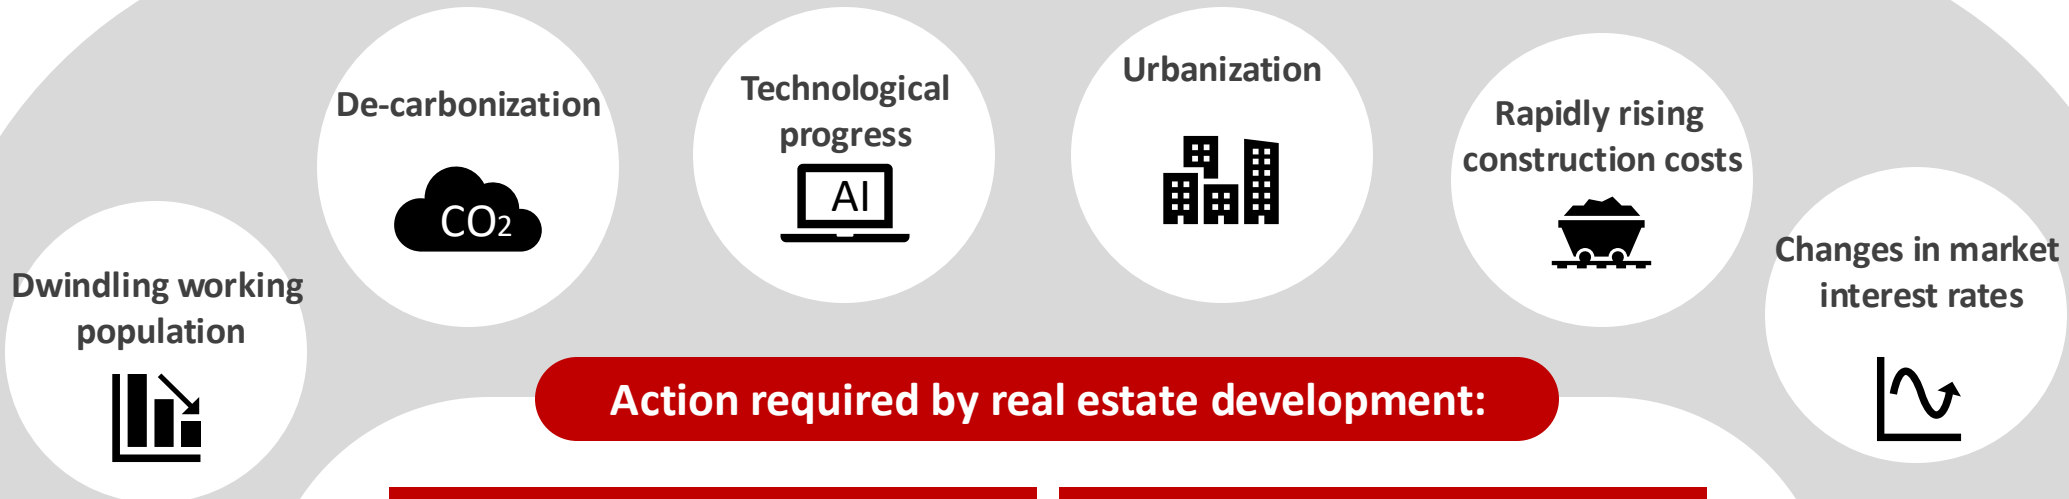 Dwindling working
population
De-carbonization
CO2
Technological
progress
AI
Urbanization
Rapidly rising
construction costs
Changes in market
interest rates
Action required by real estate development: